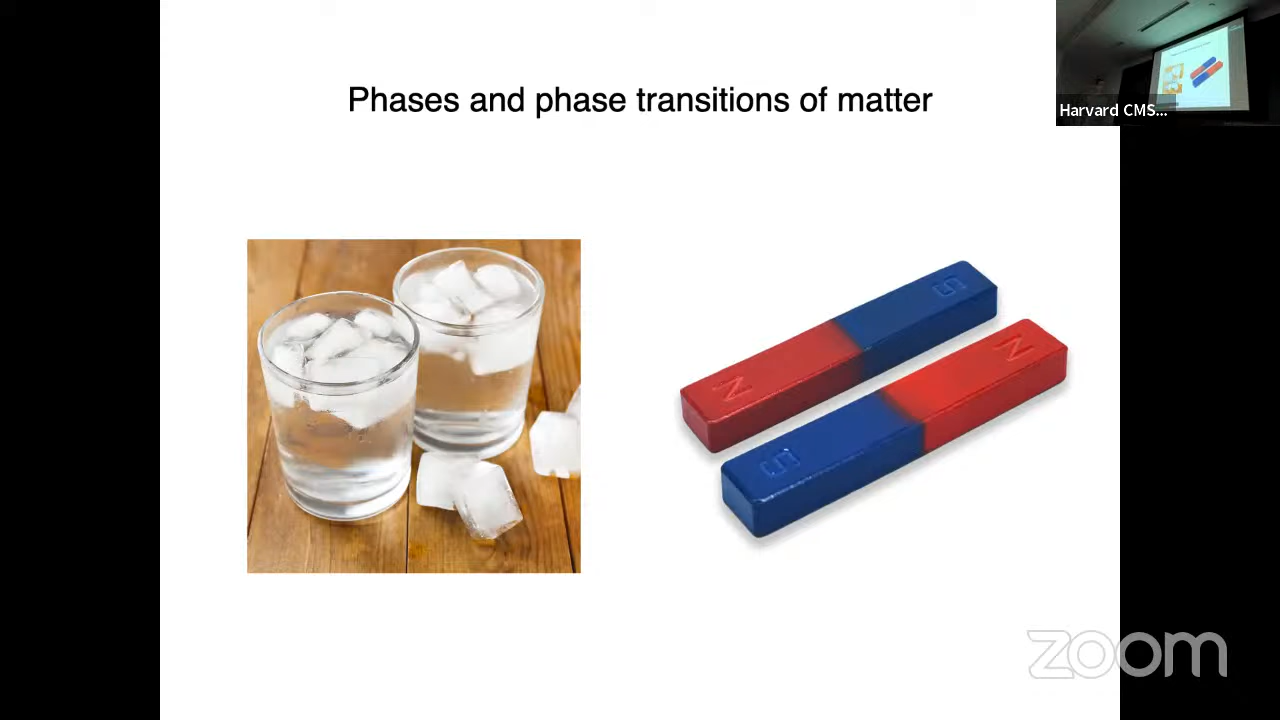 Phases and phase transitions of matter
Harvard CMS...
S
N
N
S
zoom